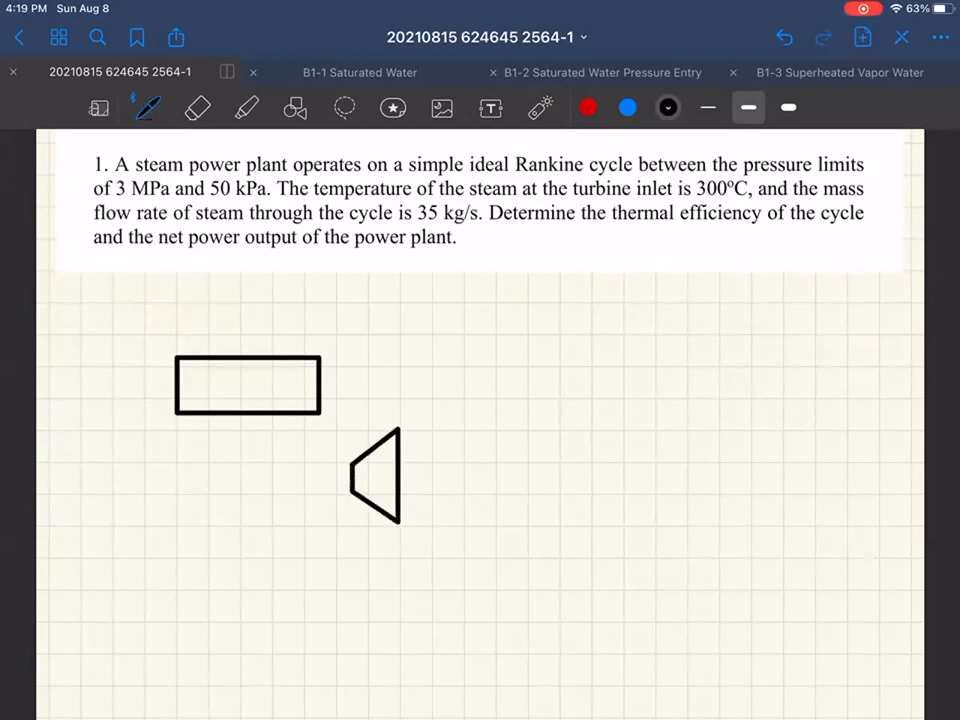 4:19 PM Sun Aug 8
63%
20210815 624645 2564-1
20210815 624645 2564-1
B1-1 Saturated Water
B1-2 Saturated Water Pressure Entry
B1-3 Superheated Vapor Water
T
1. A steam power plant operates on a simple ideal Rankine cycle between the pressure limits
of 3 MPa and 50 kPa. The temperature of the steam at the turbine inlet is 300ºC, and the mass
flow rate of steam through the cycle is 35 kg/s. Determine the thermal efficiency of the cycle
and the net power output of the power plant.